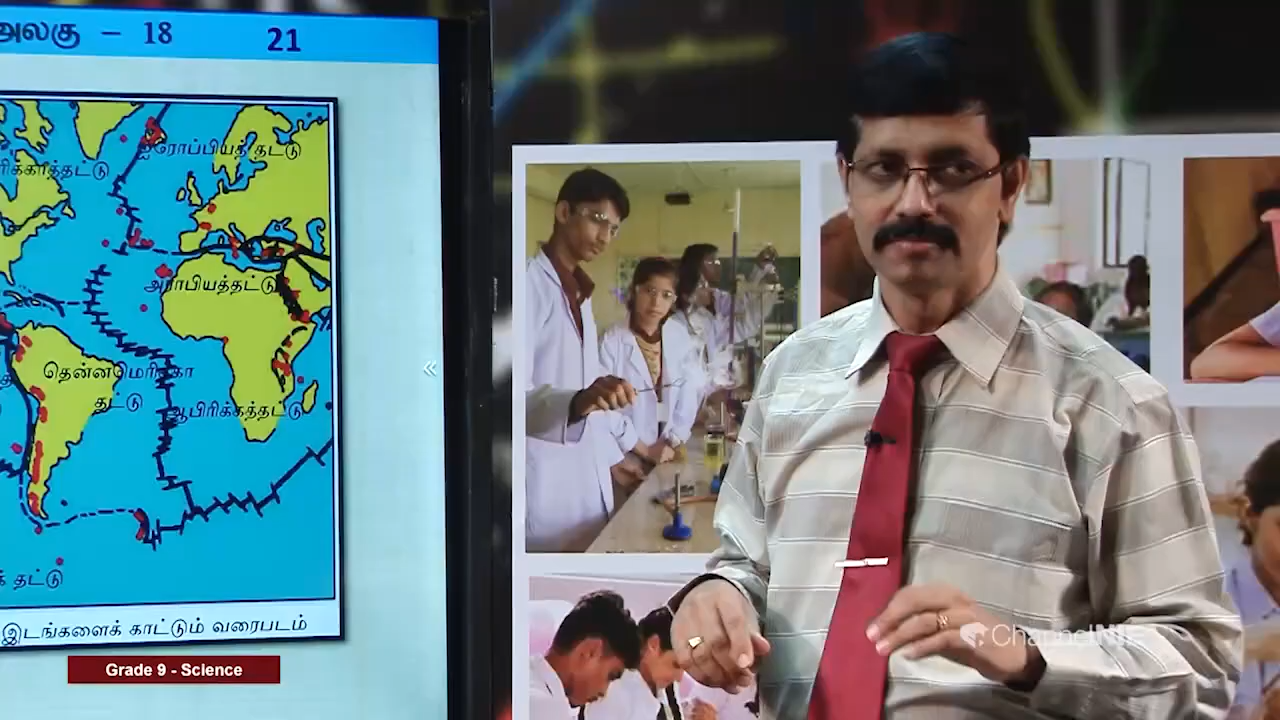 அலகு – 18 21
ஐரோப்பியத் தட்டு
அராபியத்தட்டு
தென்னமெரிக்கா
தட்டு
ஆபிரிக்கத்தட்டு
தட்டு
இடங்களைக் காட்டும் வரைபடம்
Grade 9 - Science
ChannelNIE